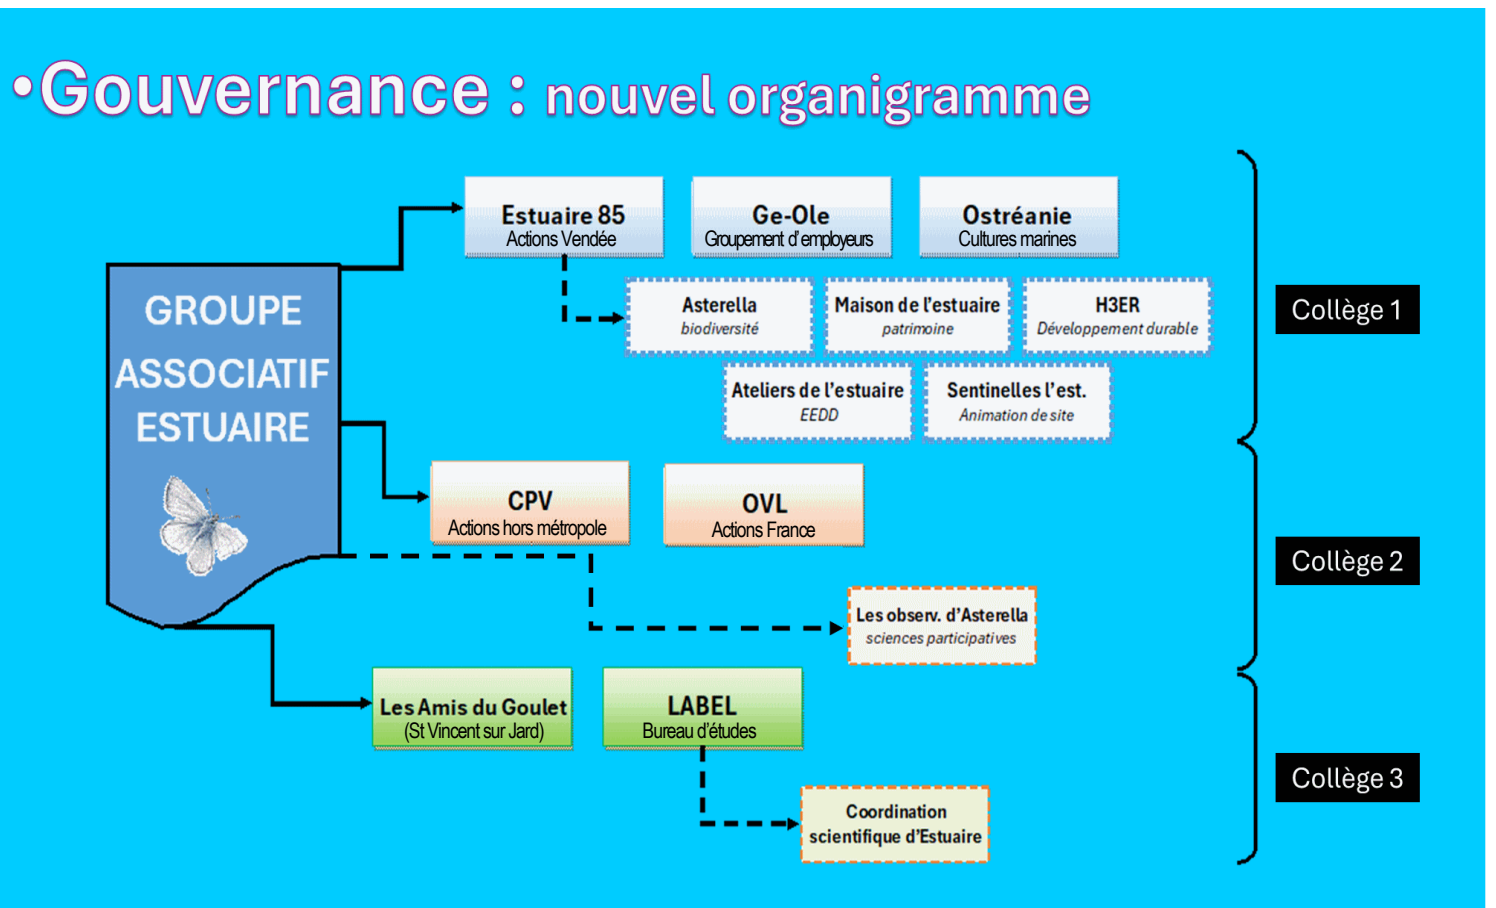 •Gouvernance : nouvel organigramme
GROUPE
ASSOCIATIF
ESTUAIRE
Estuaire 85
Actions Vendée
Ge-Ole
Groupement d'employeurs
Ostréanie
Cultures marines
Asterella
biodiversité
Maison de l'estuaire
patrimoine
H3ER
Développement durable
Ateliers de l'estuaire
EEDD
Sentinelles l'est.
Animation de site
Collège 1
CPV
Actions hors métropole
OVL
Actions France
Les observ. d'Asterella
sciences participatives
Collège 2
Les Amis du Goulet
(St Vincent sur Jard)
LABEL
Bureau d'études
Coordination
scientifique d'Estuaire
Collège 3